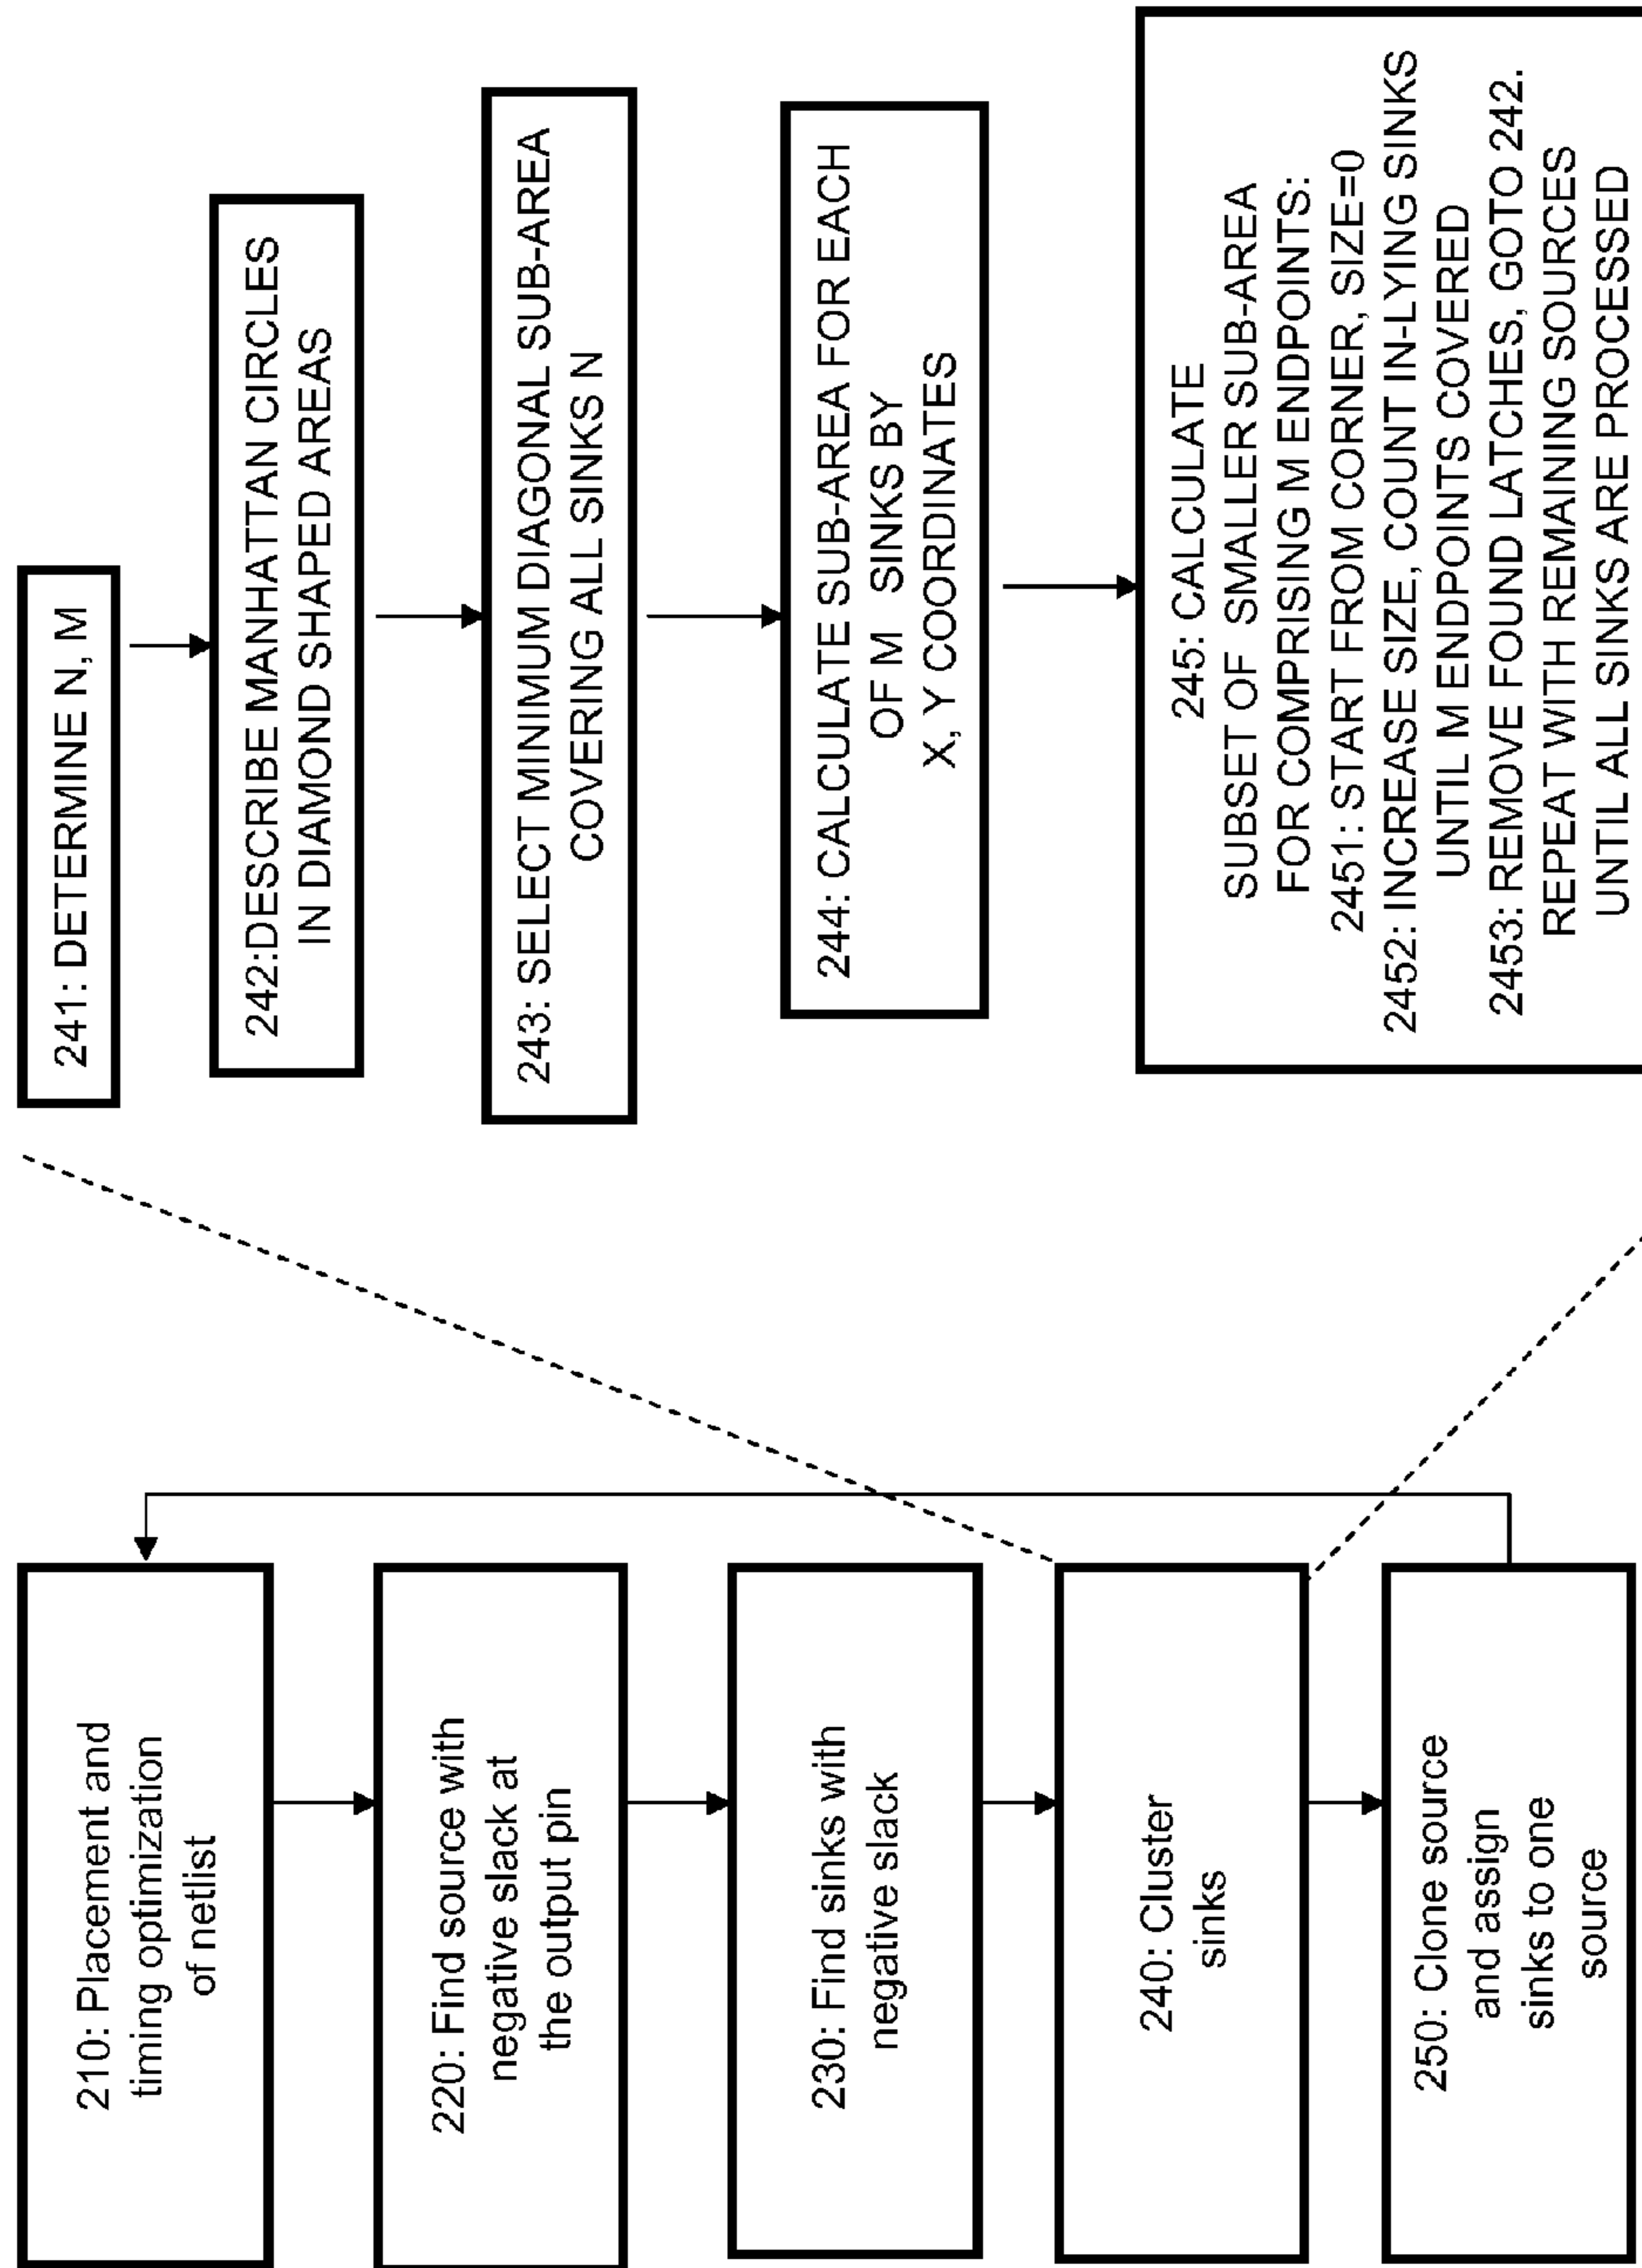 210: Placement and
timing optimization
of netlist
220: Find source with
negative slack at
the output pin
230: Find sinks with
negative slack
240: Cluster
sinks
250: Clone source
and assign
sinks to one
source
241: DETERMINE N, M
242:DESCRIBE MANHATTAN CIRCLES
IN DIAMOND SHAPED AREAS
243: SELECT MINIMUM DIAGONAL SUB-AREA
COVERING ALL SINKS N
244: CALCULATE SUB-AREA FOR EACH
OF M SINKS BY
X, Y COORDINATES
245: CALCULATE
SUBSET OF SMALLER SUB-AREA
FOR COMPRISING M ENDPOINTS:
2451: START FROM CORNER, SIZE=0
2452: INCREASE SIZE, COUNT IN-LYING SINKS
UNTIL M ENDPOINTS COVERED
2453: REMOVE FOUND LATCHES, GOTO 242.
REPEAT WITH REMAINING SOURCES
UNTIL ALL SINKS ARE PROCESSED